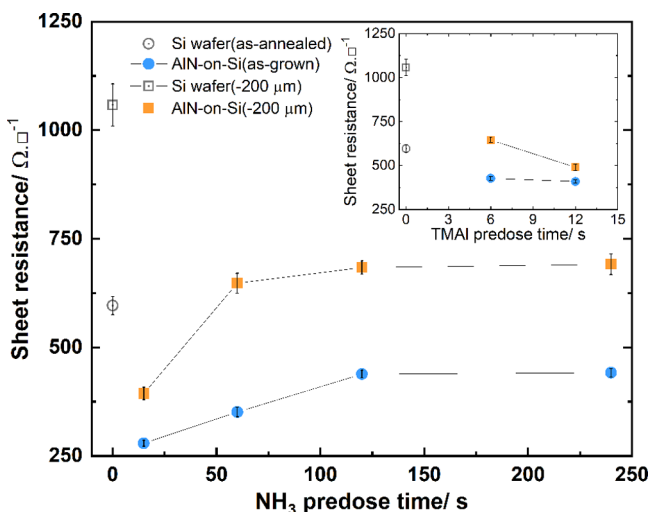 1250
1000
750
500
250
Sheet resistance/ Ω.□⁻¹
Si wafer(as-annealed)
AlN-on-Si(as-grown)
Si wafer(-200 μm)
AlN-on-Si(-200 μm)
1250
1000
750
500
250
Sheet resistance/ Ω.□⁻¹
0 3 6 9 12 15
TMAl predose time/ s
0 50 100 150 200 250
NH₃ predose time/ s